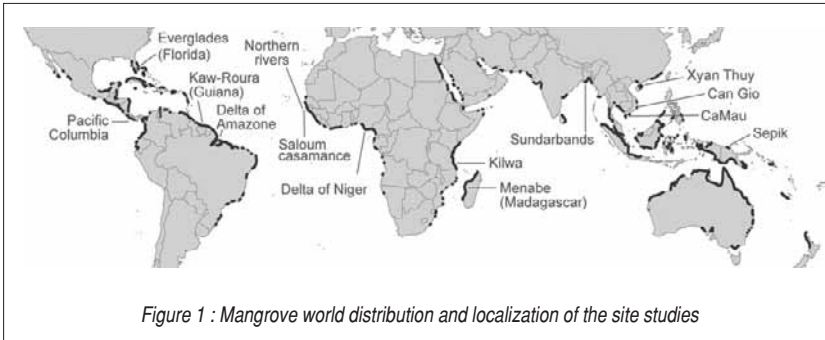 Everglades
(Florida)
Kaw-Roura
(Guiana)
Delta of
Amazone
Pacific
Columbia
Northern
rivers
Saloum
casamance
Delta of Niger
Kilwa
Menabe
(Madagascar)
Sundarbands
Xyan Thuy
Can Gio
CaMau
Sepik
Figure 1 : Mangrove world distribution and localization of the site studies